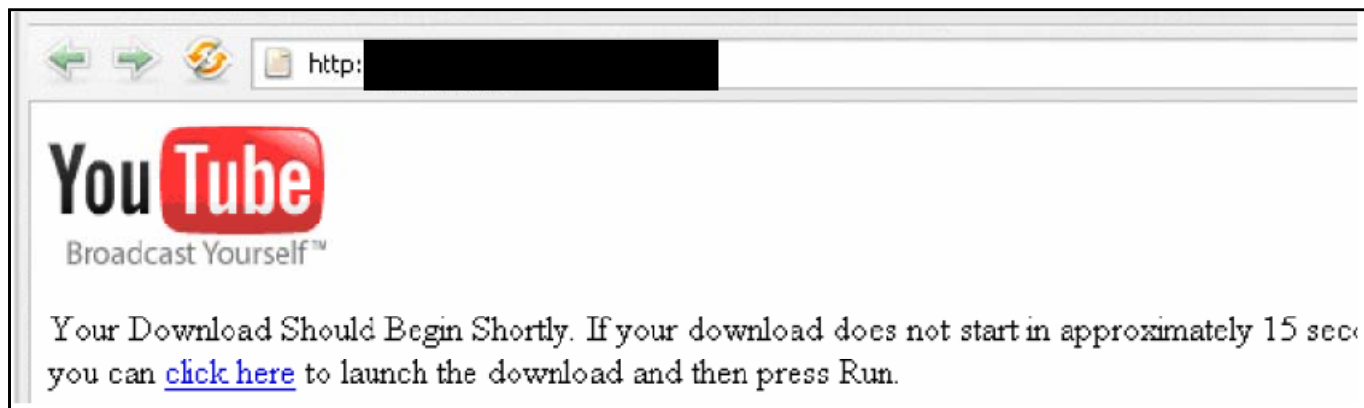 http:
You Tube
Broadcast Yourself™
Your Download Should Begin Shortly. If your download does not start in approximately 15
you can click here to launch the download and then press Run.